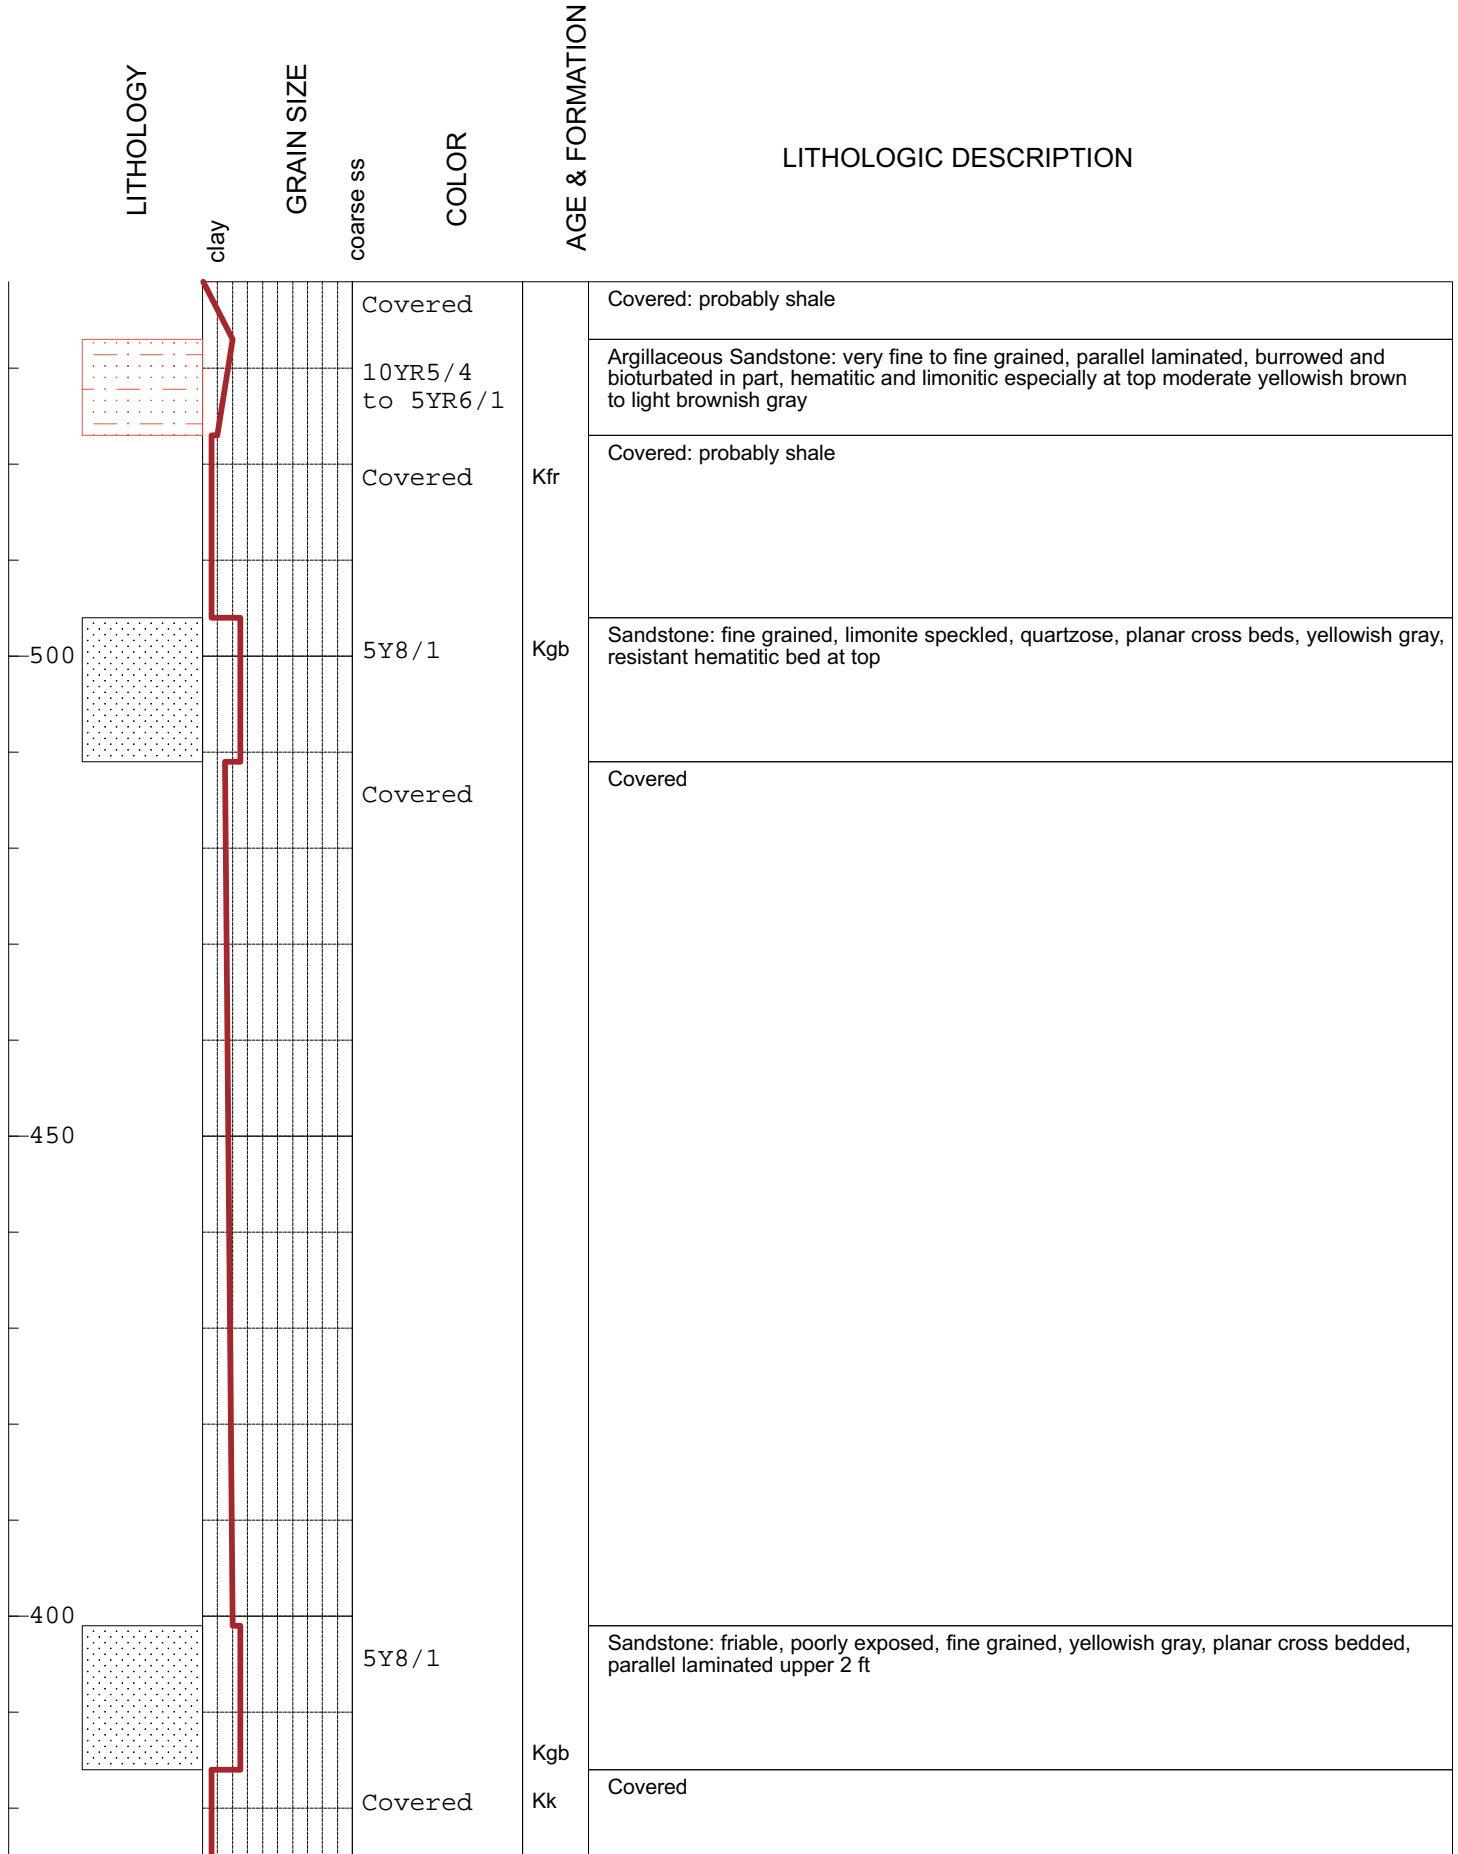 LITHOLOGY
clay
GRAIN SIZE
coarse ss
COLOR
AGE & FORMATION
LITHOLOGIC DESCRIPTION
Covered
Covered: probably shale
10YR5/4
to 5YR6/1
Argillaceous Sandstone: very fine to fine grained, parallel laminated, burrowed and
bioturbated in part, hematitic and limonitic especially at top moderate yellowish brown
to light brownish gray
Covered
Kfr
Covered: probably shale
500
5Y8/1
Kgb
Sandstone: fine grained, limonite speckled, quartzose, planar cross beds, yellowish gray,
resistant hematitic bed at top
Covered
Covered
450
400
5Y8/1
Sandstone: friable, poorly exposed, fine grained, yellowish gray, planar cross bedded,
parallel laminated upper 2 ft
Kgb
Covered
Kk
Covered